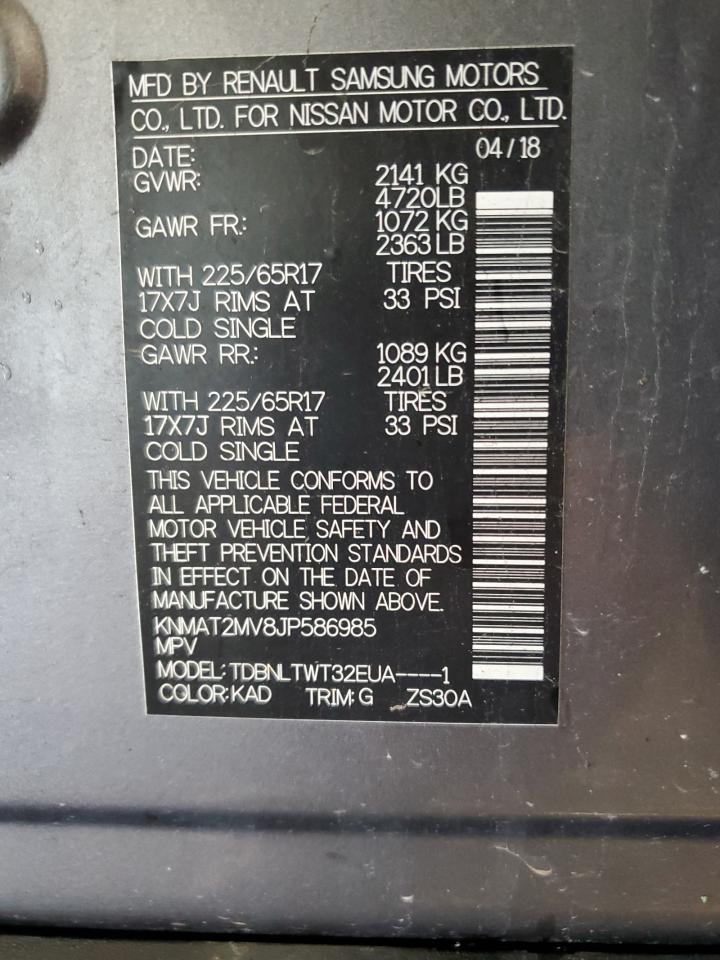 MFD BY RENAULT SAMSUNG MOTORS
CO., LTD. FOR NISSAN MOTOR CO., LTD.
DATE: 04/18
GVWR: 2141 KG
4720LB
GAWR FR.: 1072 KG
2363 LB
WITH 225/65R17 TIRES
17X7J RIMS AT 33 PSI
COLD SINGLE
GAWR RR.: 1089 KG
2401 LB
WITH 225/65R17 TIRES
17X7J RIMS AT 33 PSI
COLD SINGLE
THIS VEHICLE CONFORMS TO
ALL APPLICABLE FEDERAL
MOTOR VEHICLE SAFETY AND
THEFT PREVENTION STANDARDS
IN EFFECT ON THE DATE OF
MANUFACTURE SHOWN ABOVE.
KNMAT2MV8JP586985
MPV
MODEL: TDBNLTWT32EUA----1
COLOR: KAD TRIM: G ZS30A